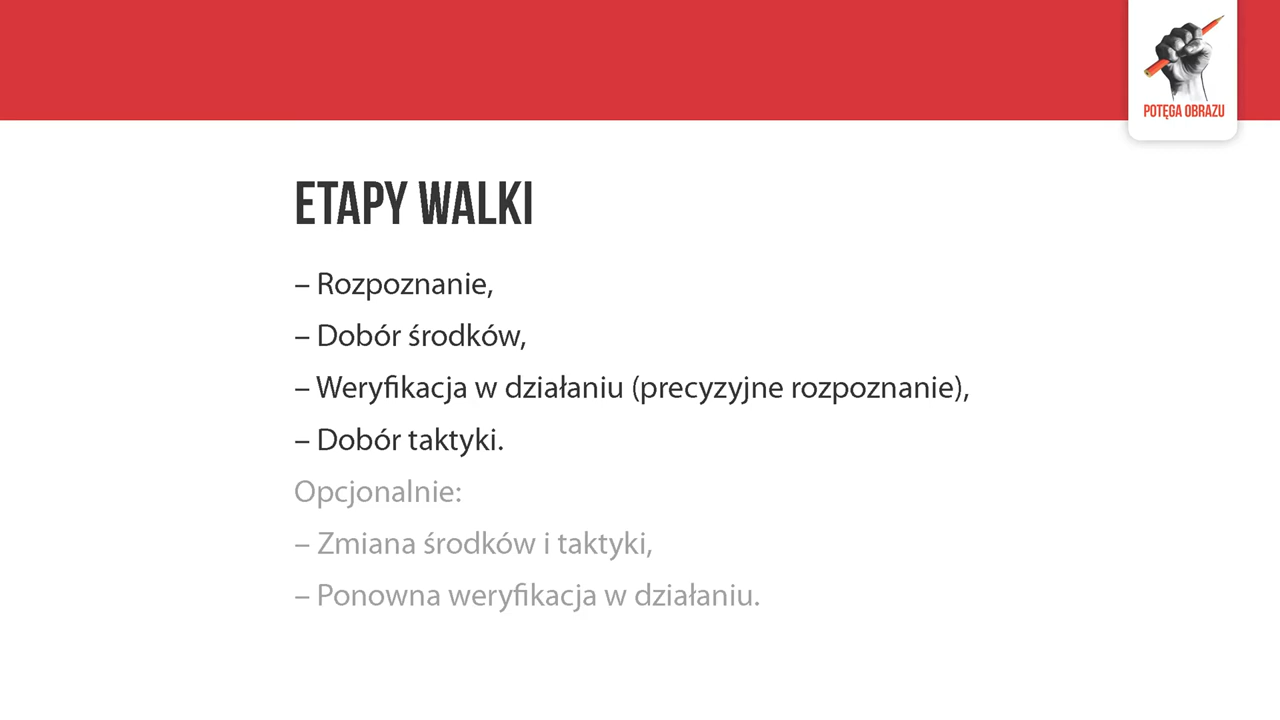 POTĘGA OBRAZU
ETAPY WALKI
– Rozpoznanie,
– Dobór środków,
– Weryfikacja w działaniu (precyzyjne rozpoznanie),
– Dobór taktyki.
Opcjonalnie:
– Zmiana środków i taktyki,
– Ponowna weryfikacja w działaniu.